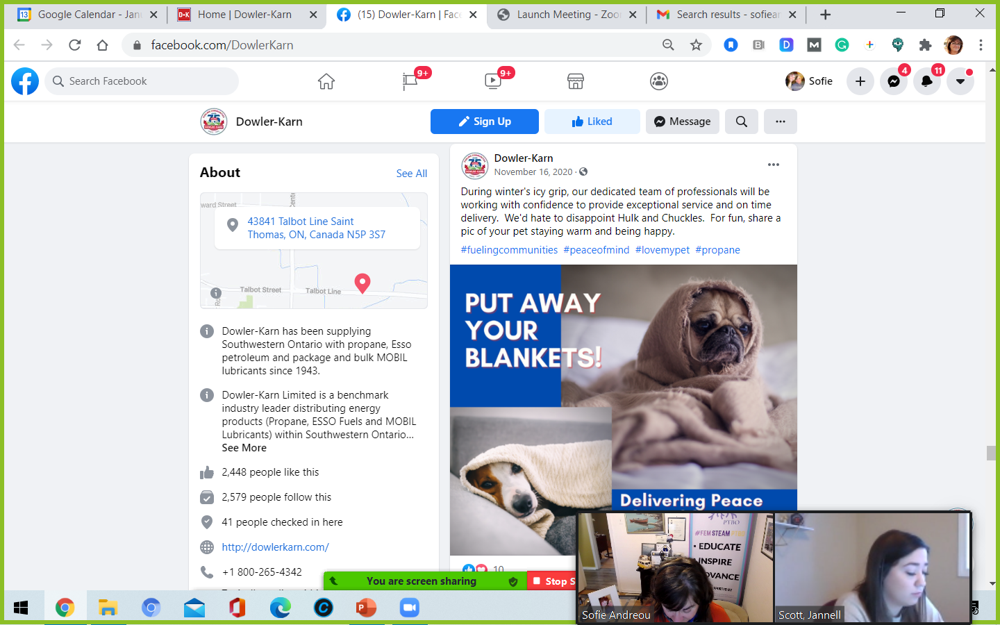 13
Google Calendar - Jan
D+K
Home | Dowler-Karn
(15) Dowler-Karn | Fac
Launch Meeting - Zoo
Search results - sofiear
facebook.com/DowlerKarn
Search Facebook
9+
9+
Sofie
4
11
Dowler-Karn
Sign Up
Liked
Message
About
See All
ward Street
43841 Talbot Line Saint
Thomas, ON, Canada N5P 3S7
Talbot Street
Talbot Line
Dowler-Karn has been supplying
Southwestern Ontario with propane, Esso
petroleum and package and bulk MOBIL
lubricants since 1943.
Dowler-Karn Limited is a benchmark
industry leader distributing energy
products (Propane, ESSO Fuels and MOBIL
Lubricants) within Southwestern Ontario...
See More
2,448 people like this
2,579 people follow this
41 people checked in here
http://dowlerkarn.com/
+1 800-265-4342
Dowler-Karn
November 16, 2020
During winter's icy grip, our dedicated team of professionals will be
working with confidence to provide exceptional service and on time
delivery. We'd hate to disappoint Hulk and Chuckles. For fun, share a
pic of your pet staying warm and being happy.
#fuelingcommunities #peaceofmind #lovemypet #propane
PUT AWAY
YOUR
BLANKETS!
Delivering Peace
10
You are screen sharing
Stop S
PTBO
#FEMSTEAM
• EDUCATE
INSPIRE
Sofie Andreou
Scott, Jannell